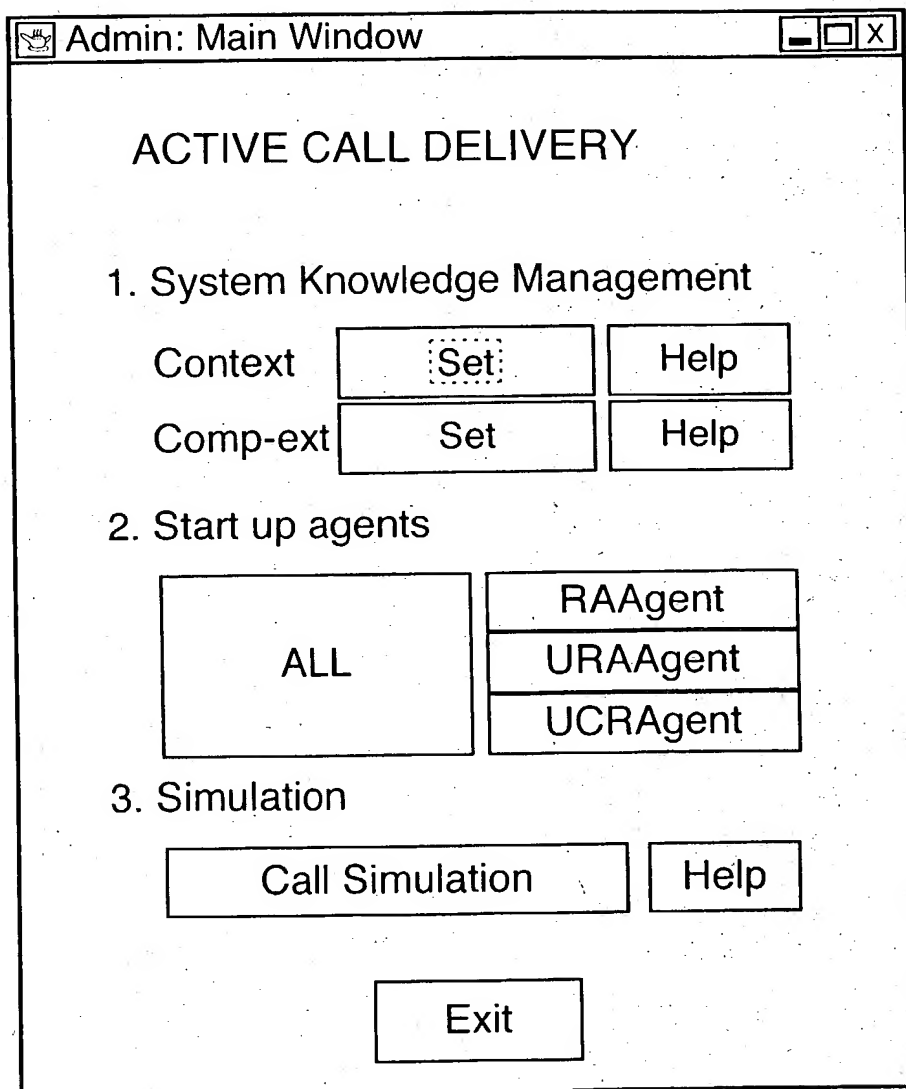 Admin: Main Window
ACTIVE CALL DELIVERY
1. System Knowledge Management
Context Set Help
Comp-ext Set Help
2. Start up agents
ALL
RAAgent
URAAgent
UCRAgent
3. Simulation
Call Simulation Help
Exit